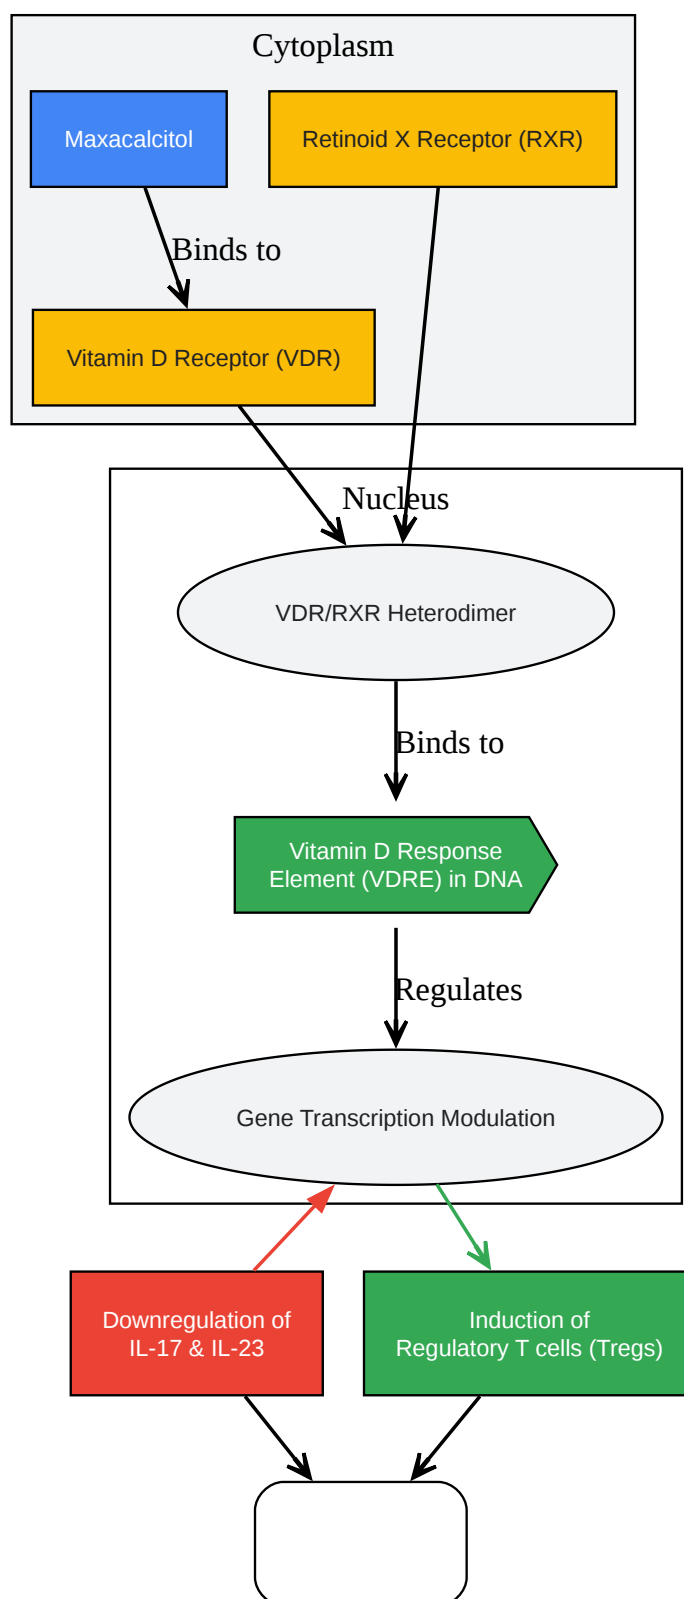 Cytoplasm
Maxacalcitol
Retinoid X Receptor (RXR)
Binds to
Vitamin D Receptor (VDR)
Nucleus
VDR/RXR Heterodimer
Binds to
Vitamin D Response
Element (VDRE) in DNA
Regulates
Gene Transcription Modulation
Downregulation of
IL-17 & IL-23
Induction of
Regulatory T cells (Tregs)